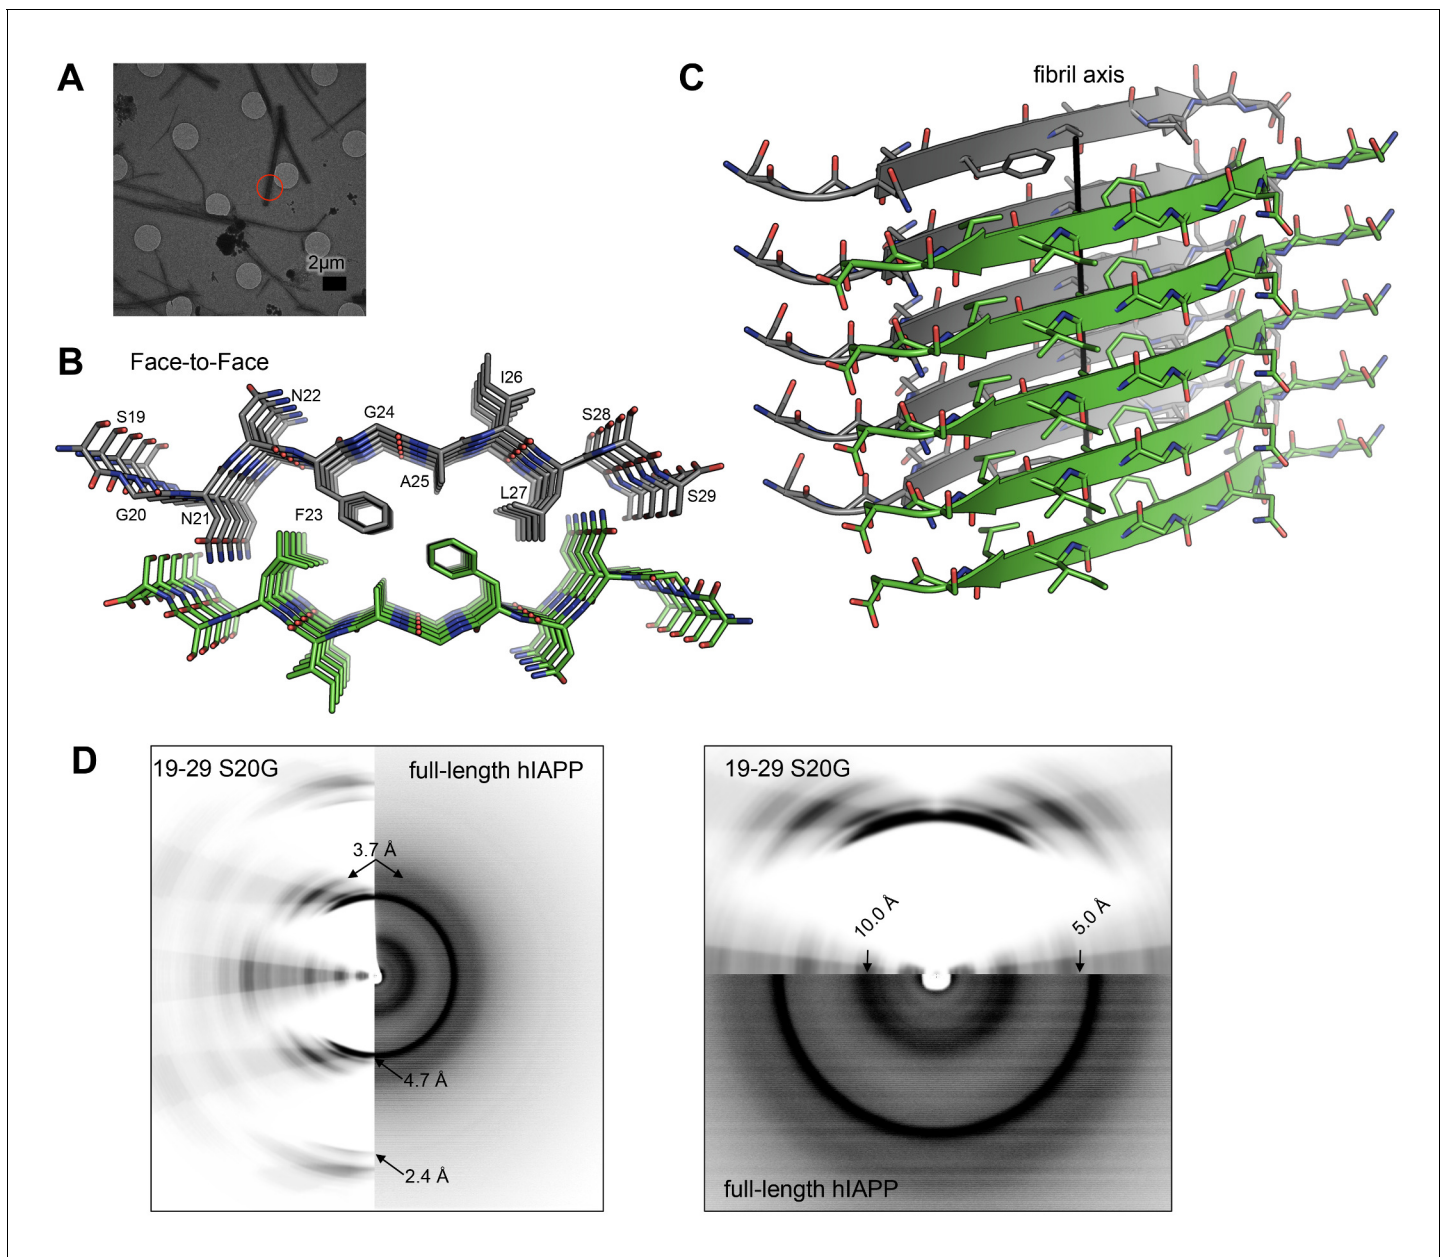 A
2µm
B
Face-to-Face
S19
N22
G24
I26
S28
G20
N21
F23
A25
L27
S29
C
fibril axis
D
19-29 S20G
full-length hIAPP
3.7 Å
4.7 Å
2.4 Å
19-29 S20G
10.0 Å
5.0 Å
full-length hIAPP